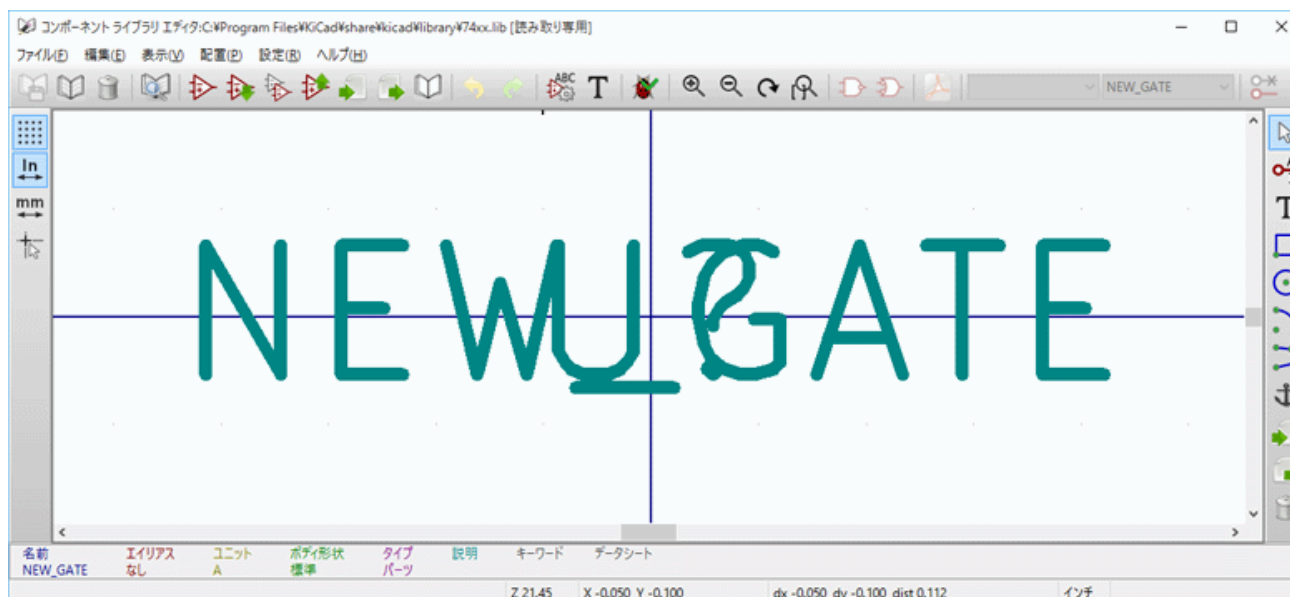 コンポーネント ライブラリ エディタ:C:¥Program Files¥KiCad¥share¥kicad¥library¥74xx.lib [読み取り専用]
ファイル(F) 編集(E) 表示(V) 配置(P) 設定(R) ヘルプ(H)
ABC T NEW_GATE
In
mm
T
NEW_GATE
U?
名前 エイリアス ユニット ボディ形状 タイプ 説明 キーワード データシート
NEW_GATE なし A 標準 パーツ
Z 21.45 X -0.050 Y -0.100 dx -0.050 dy -0.100 dist 0.112 インチ